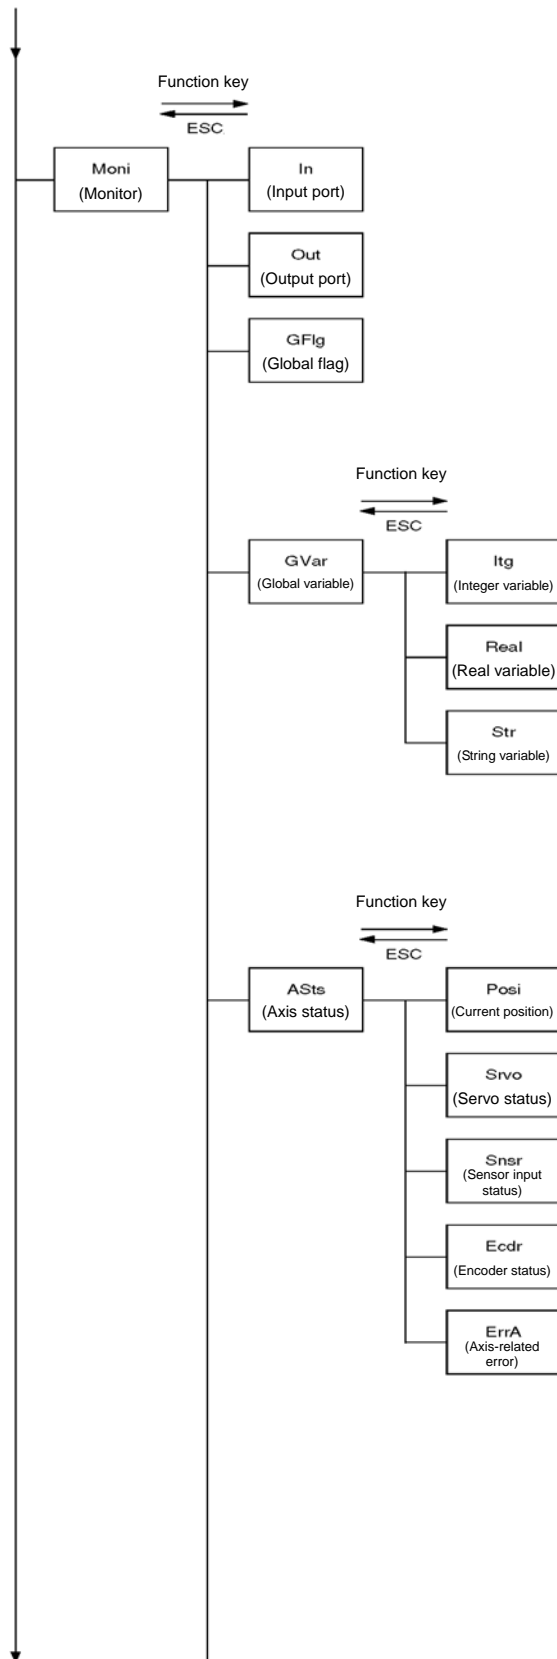 Function key
ESC
Moni
(Monitor)
In
(Input port)
Out
(Output port)
GFlg
(Global flag)
Function key
ESC
GVar
(Global variable)
Itg
(Integer variable)
Real
(Real variable)
Str
(String variable)
Function key
ESC
ASts
(Axis status)
Posi
(Current position)
Srvo
(Servo status)
Snsr
(Sensor input
status)
Ecdr
(Encoder status)
ErrA
(Axis-related
error)